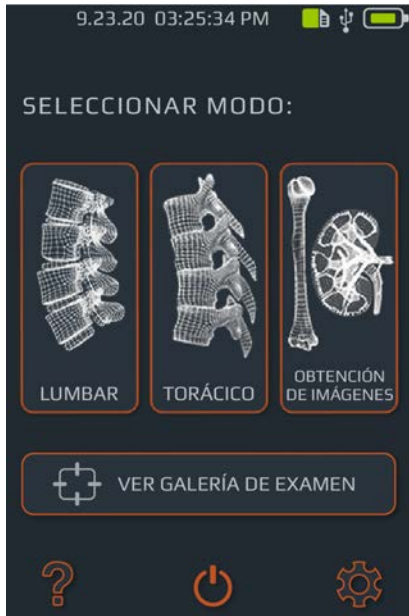 9.23.20 03:25:34 PM
SELECCIONAR MODO:
LUMBAR
TORÁCICO
OBTENCIÓN
DE IMÁGENES
VER GALERÍA DE EXAMEN
?